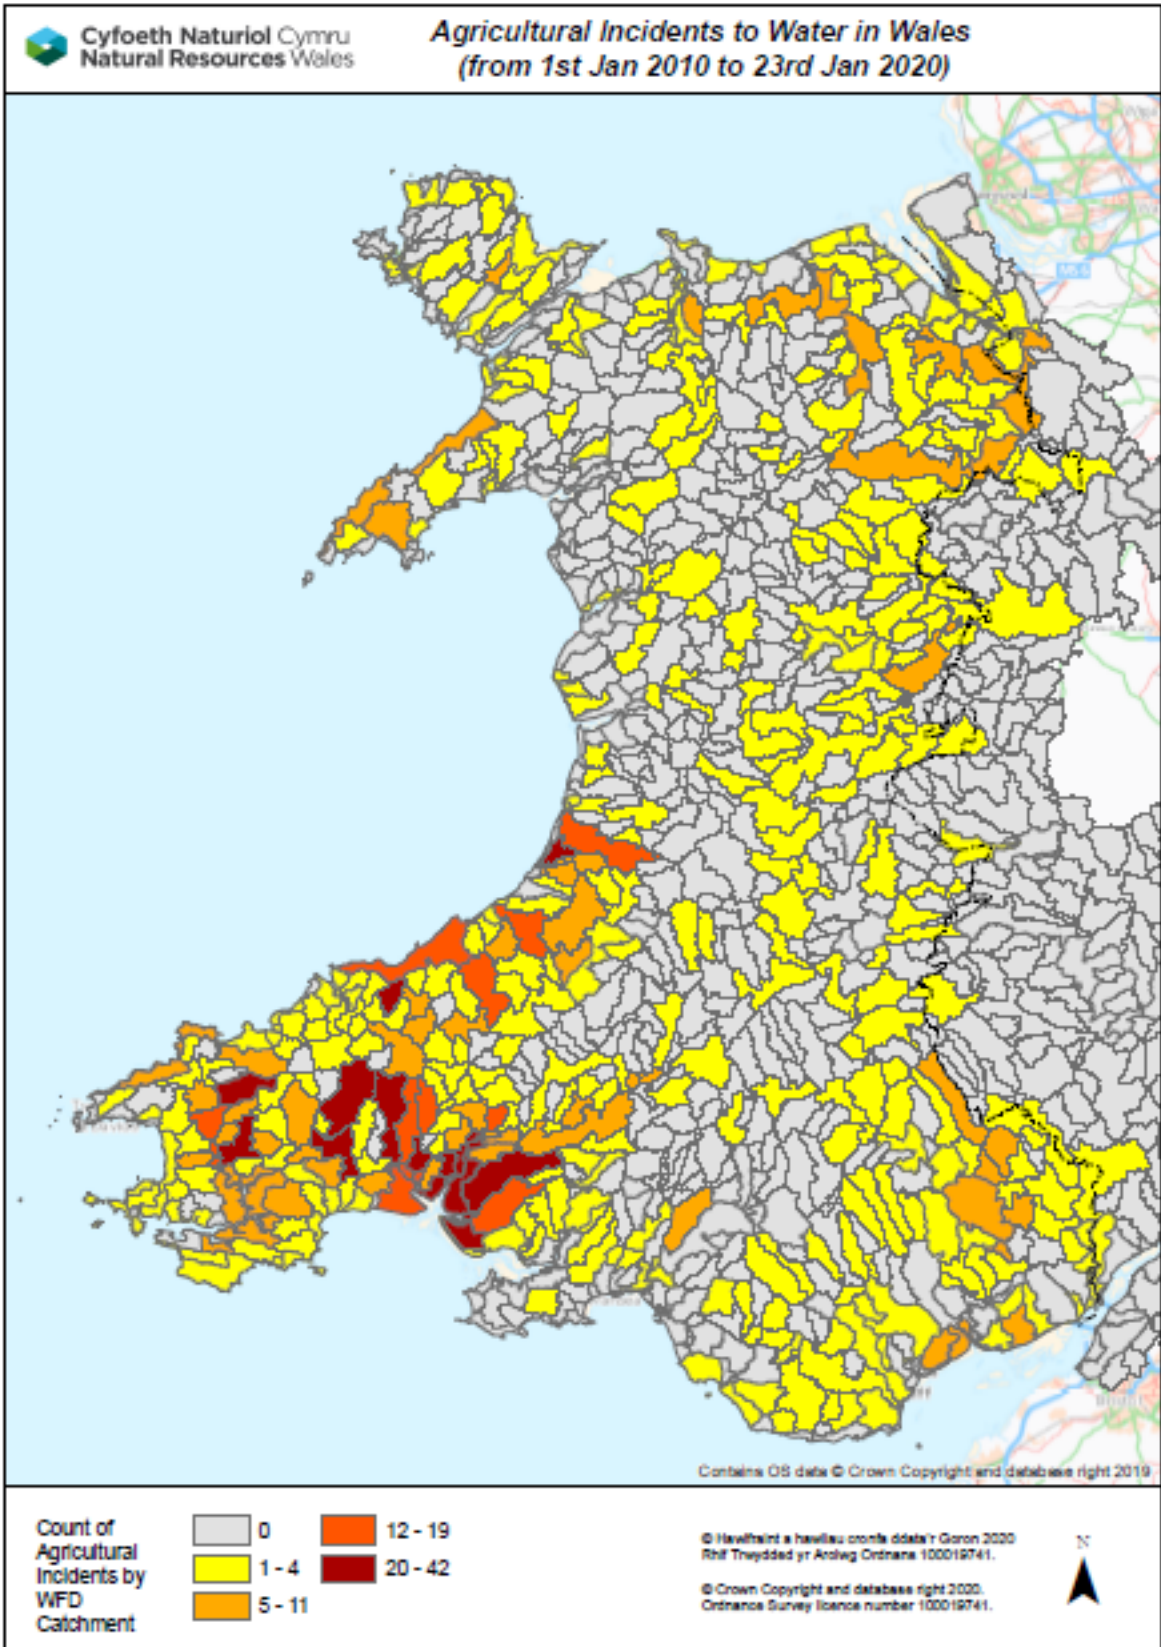 Cyfoeth Naturiol Cymru
Natural Resources Wales
Agricultural Incidents to Water in Wales
(from 1st Jan 2010 to 23rd Jan 2020)
M56
Contains OS data © Crown Copyright and database right 2019
Count of
Agricultural
Incidents by
WFD
Catchment
0
1 - 4
5 - 11
12 - 19
20 - 42
© Hawlfraint a hawliau cronfa ddata'r Goron 2020
Rhif Trwydded yr Arolwg Ordnans 100019741.
© Crown Copyright and database right 2020.
Ordnance Survey licence number 100019741.
N